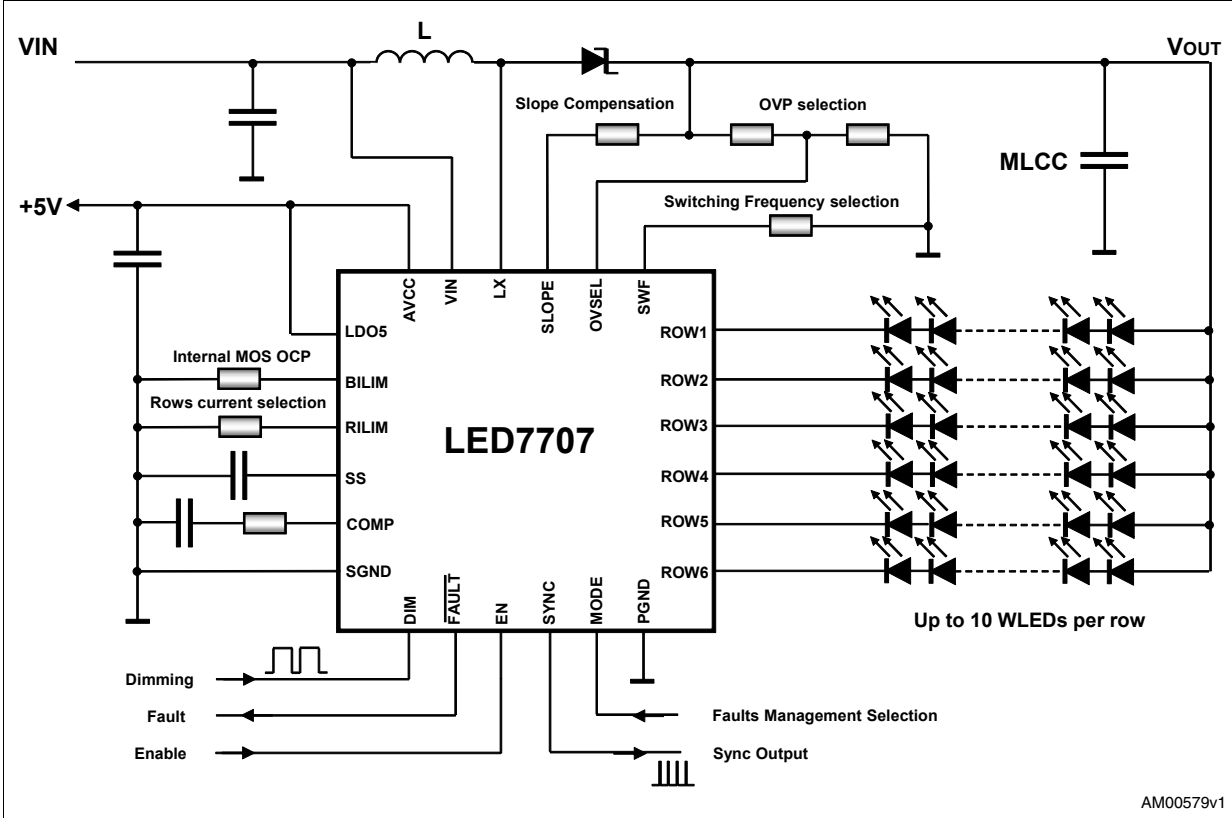 VIN
L
VOUT
Slope Compensation
OVP selection
MLCC
+5V
Switching Frequency selection
AVCC
VIN
LX
SLOPE
OVSEL
SWF
LDO5
ROW1
Internal MOS OCP
BILIM
ROW2
Rows current selection
RILIM
ROW3
LED7707
SS
ROW4
COMP
ROW5
SGND
ROW6
DIM
FAULT
EN
SYNC
MODE
PGND
Up to 10 WLEDs per row
Dimming
Fault
Faults Management Selection
Enable
Sync Output
AM00579v1